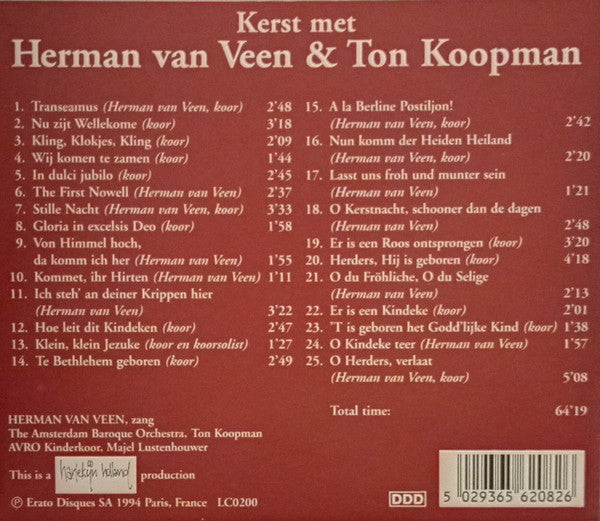 Kerst met
Herman van Veen & Ton Koopman
1. Transeamus (Herman van Veen, koor) 2'48
2. Nu zijt Wellekome (koor) 3'18
3. Kling, Klokjes, Kling (koor) 2'09
4. Wij komen te zamen (koor) 1'44
5. In dulci jubilo (koor) 2'45
6. The First Nowell (Herman van Veen) 2'37
7. Stille Nacht (Herman van Veen, koor) 3'33
8. Gloria in excelsis Deo (koor) 1'58
9. Von Himmel hoch,
da komm ich her (Herman van Veen) 1'55
10. Kommet, ihr Hirten (Herman van Veen) 1'11
11. Ich steh' an deiner Krippen hier
(Herman van Veen) 3'22
12. Hoe leit dit Kindeken (koor) 2'47
13. Klein, klein Jezuke (koor en koorsolist) 1'27
14. Te Bethlehem geboren (koor) 2'49
15. A la Berline Postiljon!
(Herman van Veen, koor) 2'42
16. Nun komm der Heiden Heiland
(Herman van Veen, koor) 2'20
17. Lasst uns froh und munter sein
(Herman van Veen) 1'21
18. O Kerstnacht, schooner dan de dagen
(Herman van Veen) 2'48
19. Er is een Roos ontsprongen (koor) 3'20
20. Herders, Hij is geboren (koor) 4'18
21. O du Fröhliche, O du Selige
(Herman van Veen) 2'13
22. Er is een Kindeke (koor) 2'01
23. 'T is geboren het Godd'lijke Kind (koor) 1'38
24. O Kindeke teer (Herman van Veen) 1'57
25. O Herders, verlaat
(Herman van Veen, koor) 5'08
Total time: 64'19
HERMAN VAN VEEN, zang
The Amsterdam Baroque Orchestra, Ton Koopman
AVRO Kinderkoor, Majel Lustenhouwer
This is a harlekijn holland production
℗ Erato Disques SA 1994 Paris, France LC0200
DDD
5 029365 620826